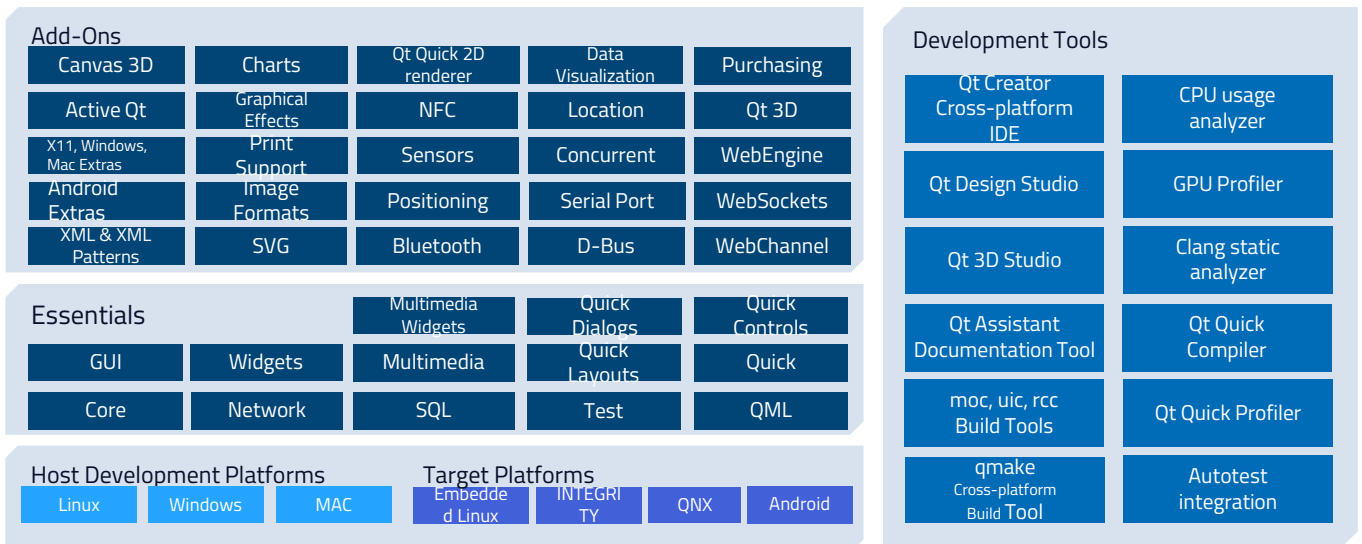 Add-Ons
Canvas 3D
Charts
Qt Quick 2D
renderer
Data
Visualization
Purchasing
Active Qt
Graphical
Effects
NFC
Location
Qt 3D
X11, Windows,
Mac Extras
Print
Support
Sensors
Concurrent
WebEngine
Android
Extras
Image
Formats
Positioning
Serial Port
WebSockets
XML & XML
Patterns
SVG
Bluetooth
D-Bus
WebChannel
Essentials
Multimedia
Widgets
Quick
Dialogs
Quick
Controls
GUI
Widgets
Multimedia
Quick
Layouts
Quick
Core
Network
SQL
Test
QML
Host Development Platforms
Linux
Windows
MAC
Target Platforms
Embedde
d Linux
INTEGRI
TY
QNX
Android
Development Tools
Qt Creator
Cross-platform
IDE
CPU usage
analyzer
Qt Design Studio
GPU Profiler
Qt 3D Studio
Clang static
analyzer
Qt Assistant
Documentation Tool
Qt Quick
Compiler
moc, uic, rcc
Build Tools
Qt Quick Profiler
qmake
Cross-platform
Build Tool
Autotest
integration